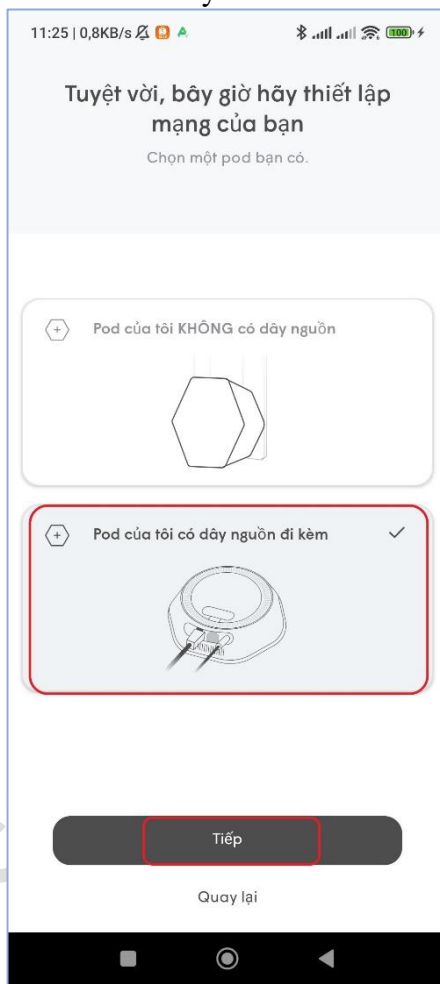 11:25 | 0,8KB/s
100
Tuyệt vời, bây giờ hãy thiết lập
mạng của bạn
Chọn một pod bạn có.
Pod của tôi KHÔNG có dây nguồn
Pod của tôi có dây nguồn đi kèm
Tiếp
Quay lại